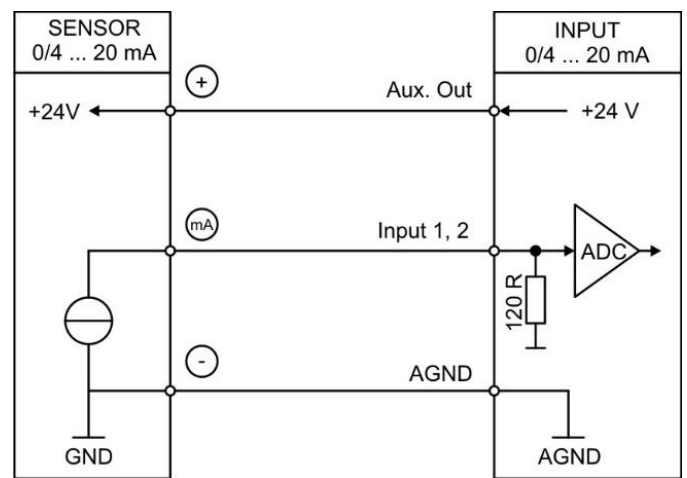 SENSOR
0/4 ... 20 mA
INPUT
0/4 ... 20 mA
+
Aux. Out
+24V
+24 V
mA
Input 1, 2
ADC
120 R
-
AGND
GND
AGND